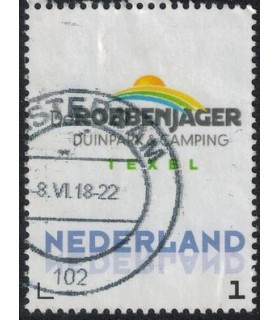 De ROBBENJAGER
DUINPARK & CAMPING
TEXEL
-8.VI.18-22
NEDERLAND
102
1